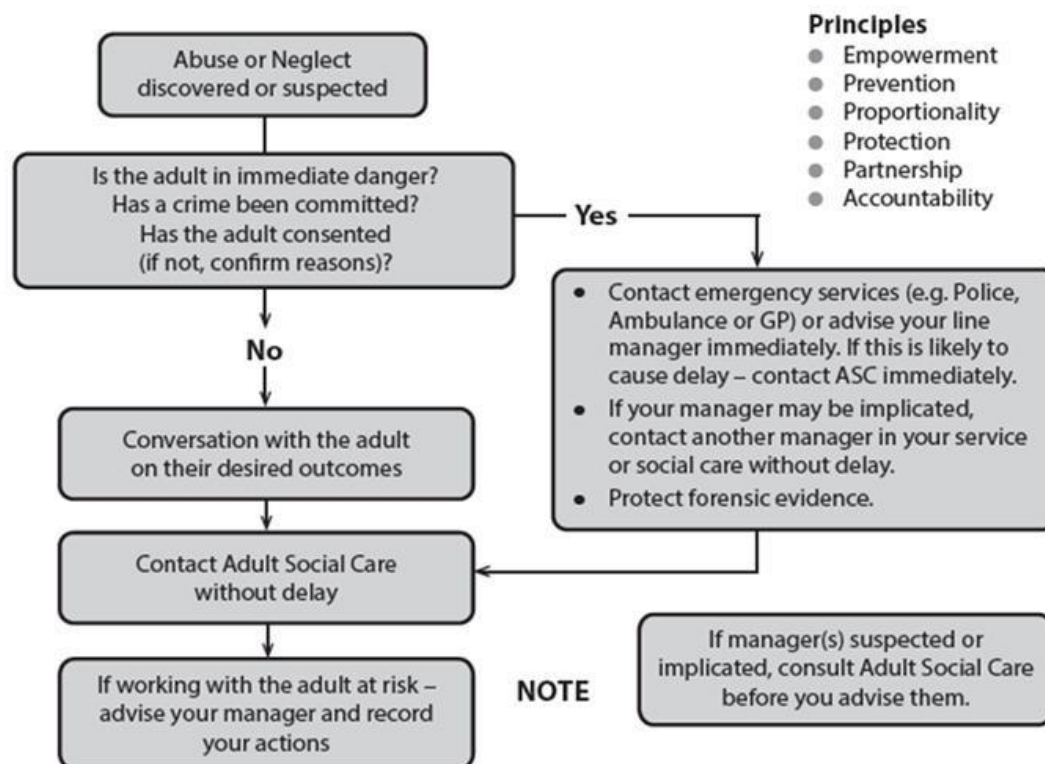 Principles
● Empowerment
● Prevention
● Proportionality
● Protection
● Partnership
● Accountability
Abuse or Neglect
discovered or suspected
Is the adult in immediate danger?
Has a crime been committed?
Has the adult consented
(if not, confirm reasons)?
Yes
• Contact emergency services (e.g. Police,
Ambulance or GP) or advise your line
manager immediately. If this is likely to
cause delay – contact ASC immediately.
• If your manager may be implicated,
contact another manager in your service
or social care without delay.
• Protect forensic evidence.
No
Conversation with the adult
on their desired outcomes
Contact Adult Social Care
without delay
If working with the adult at risk –
advise your manager and record
your actions
NOTE
If manager(s) suspected or
implicated, consult Adult Social Care
before you advise them.